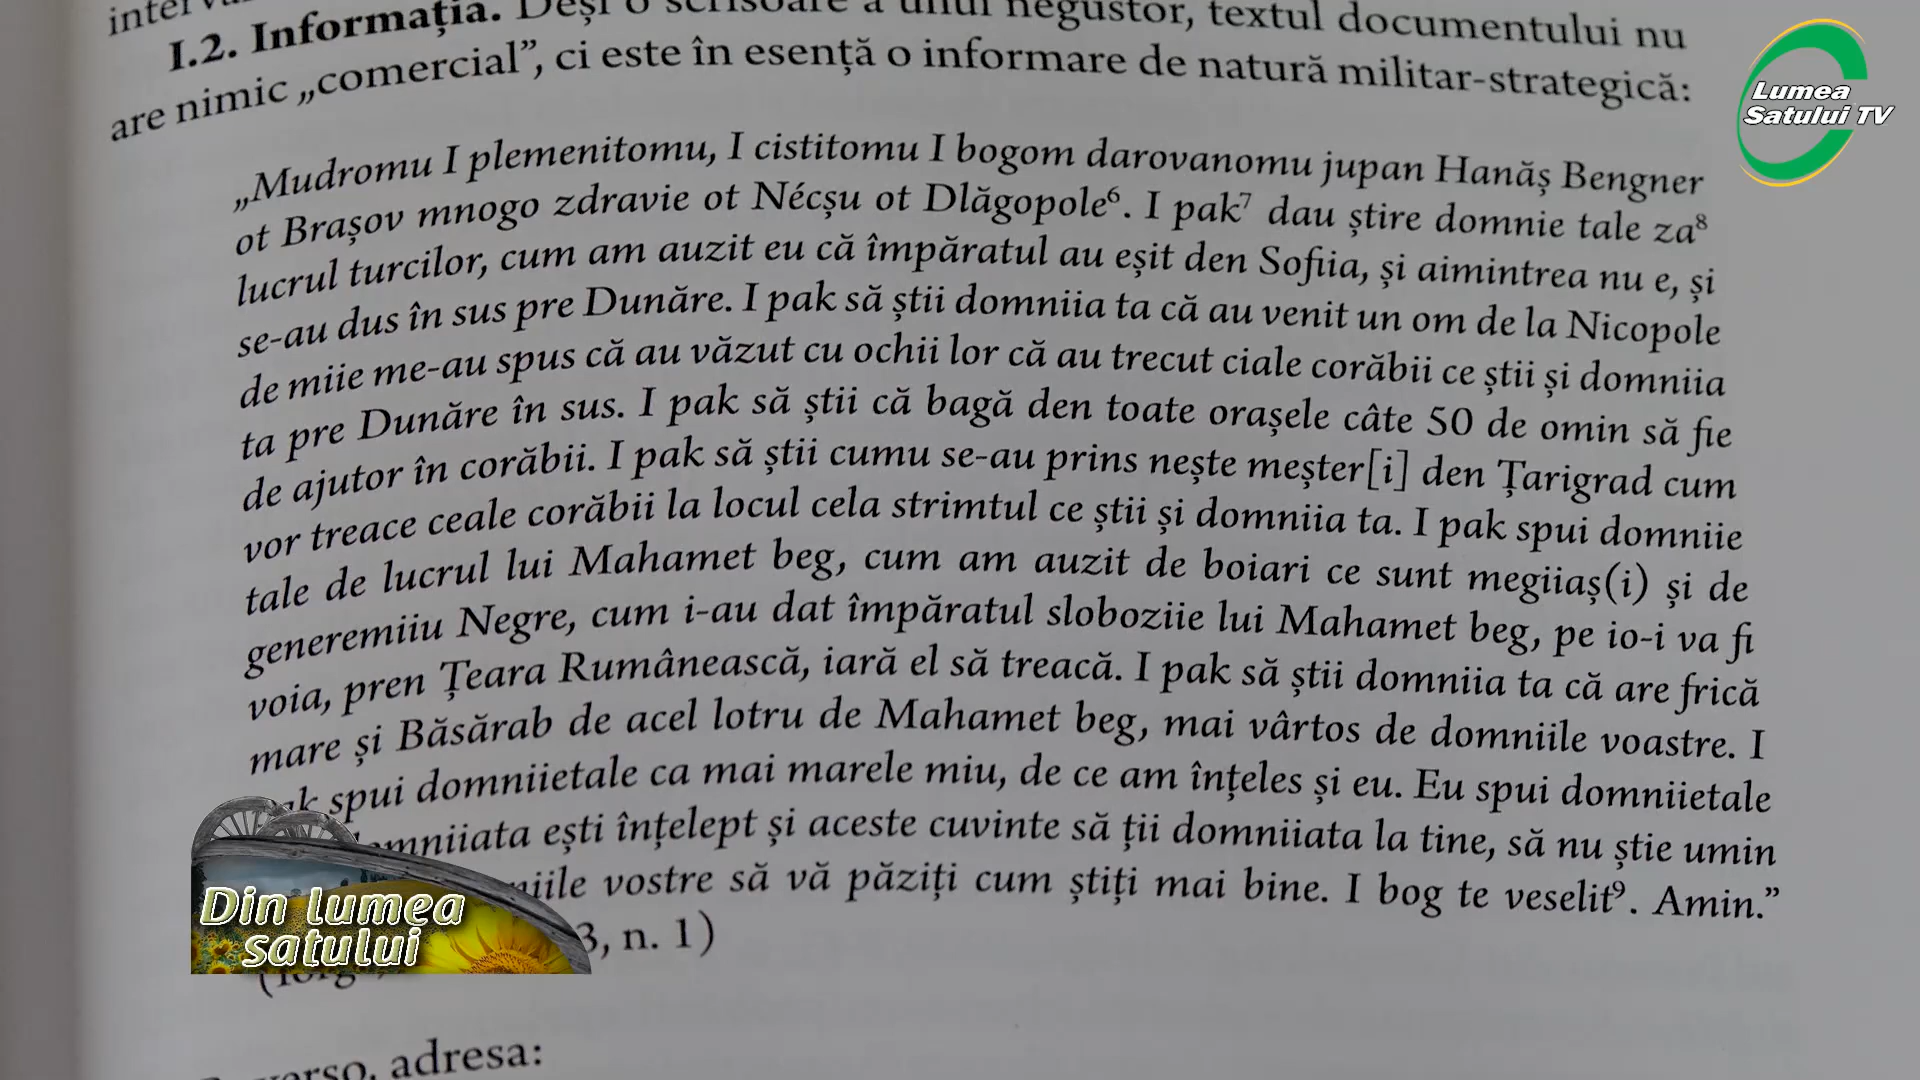 I.2. Informația. Deși o scrisoare a unui negustor, textul documentului nu
are nimic „comercial”, ci este în esență o informare de natură militar-strategică:
„Mudromu I plemenitomu, I cistitomu I bogom darovanomu jupan Hanăș Bengner
ot Brașov mnogo zdravie ot Nécșu ot Dlăgopole⁶. I pak⁷ dau știre domnie tale za⁸
lucrul turcilor, cum am auzit eu că împăratul au eșit den Sofiia, și aimintrea nu e, și
se-au dus în sus pre Dunăre. I pak să știi domniia ta că au venit un om de la Nicopole
de miie me-au spus că au văzut cu ochii lor că au trecut ciale corăbii ce știi și domniia
ta pre Dunăre în sus. I pak să știi că bagă den toate orașele câte 50 de omin să fie
de ajutor în corăbii. I pak să știi cumu se-au prins nește meșter[i] den Țarigrad cum
vor treace ceale corăbii la locul cela strimtul ce știi și domniia ta. I pak spui domniie
tale de lucrul lui Mahamet beg, cum am auzit de boiari ce sunt megiiaș(i) și de
generemiiu Negre, cum i-au dat împăratul sloboziie lui Mahamet beg, pe io-i va fi
voia, pren Țeara Rumânească, iară el să treacă. I pak să știi domniia ta că are frică
mare și Băsărab de acel lotru de Mahamet beg, mai vârtos de domniile voastre. I
spui domniietale ca mai marele miu, de ce am înțeles și eu. Eu spui domniietale
ești înțelept și aceste cuvinte să ții domniiata la tine, să nu știe umin
vostre să vă păziți cum știți mai bine. I bog te veselit⁹. Amin.”
3, n. 1)
adresa:
Lumea
Satului TV
Din lumea
satului